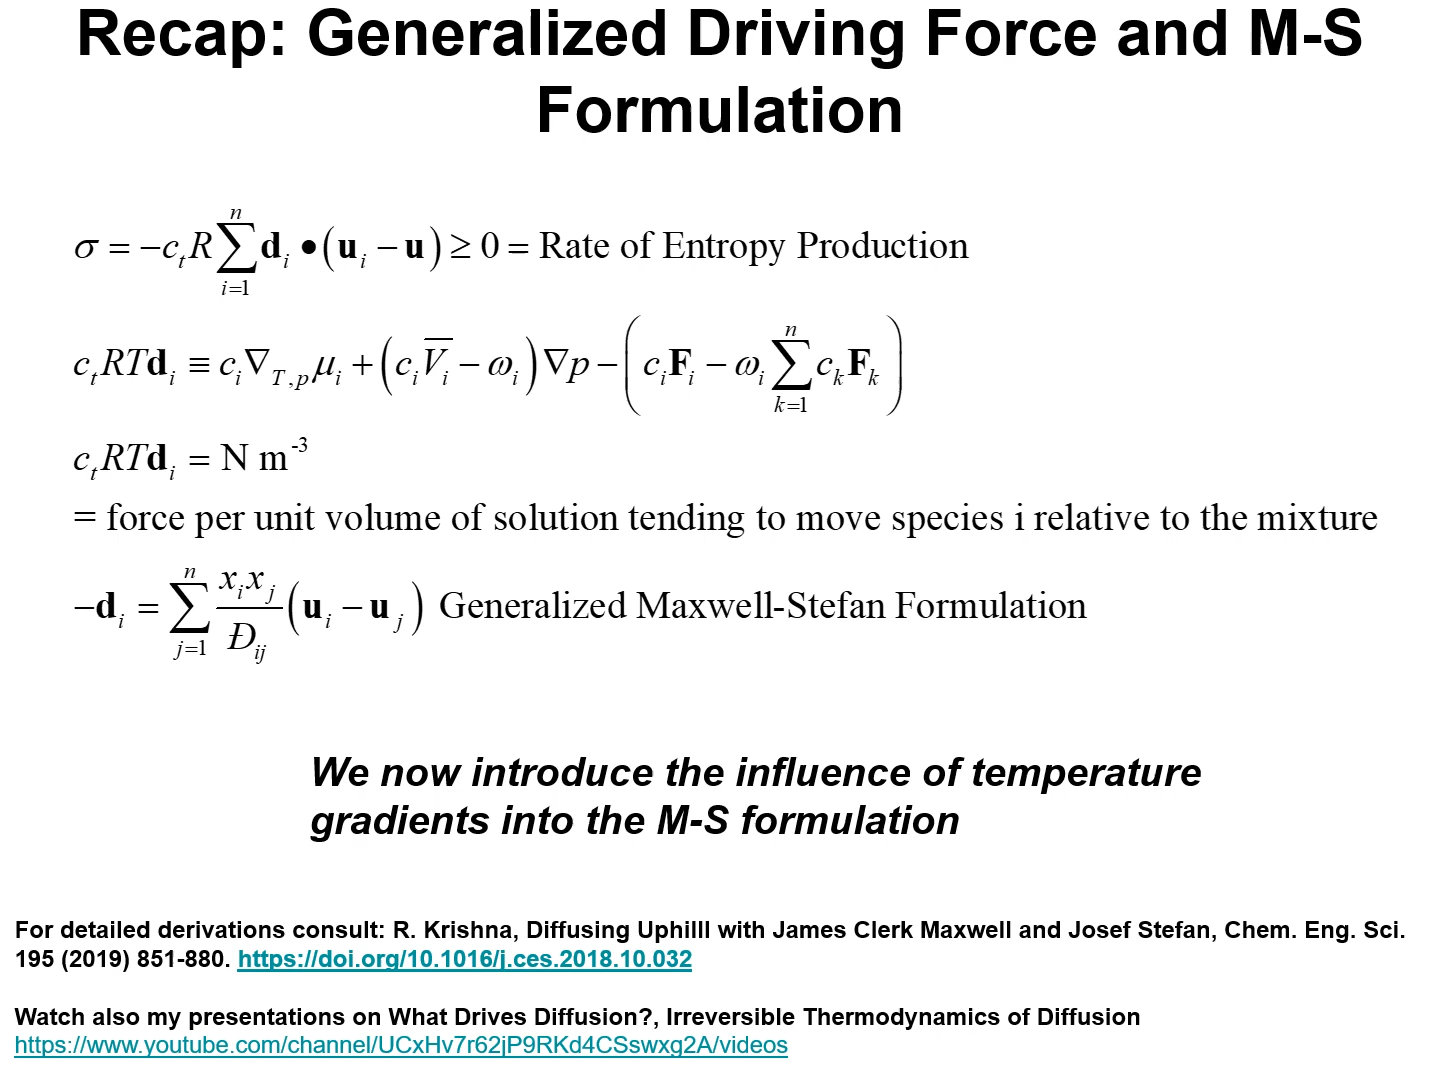 Recap: Generalized Driving Force and M-S
Formulation
σ = −c_t R ∑_{i=1}^{n} d_i • (u_i − u) ≥ 0 = Rate of Entropy Production
c_t RT d_i ≡ c_i ∇_{T,p} μ_i + (c_i V̅_i − ω_i) ∇p − (c_i F_i − ω_i ∑_{k=1}^{n} c_k F_k)
c_t RT d_i = N m^{-3}
= force per unit volume of solution tending to move species i relative to the mixture
−d_i = ∑_{j=1}^{n} \frac{x_i x_j}{Đ_{ij}} (u_i − u_j) Generalized Maxwell-Stefan Formulation
We now introduce the influence of temperature
gradients into the M-S formulation
For detailed derivations consult: R. Krishna, Diffusing Uphilll with James Clerk Maxwell and Josef Stefan, Chem. Eng. Sci.
195 (2019) 851-880. https://doi.org/10.1016/j.ces.2018.10.032
Watch also my presentations on What Drives Diffusion?, Irreversible Thermodynamics of Diffusion
https://www.youtube.com/channel/UCxHv7r62jP9RKd4CSswxg2A/videos